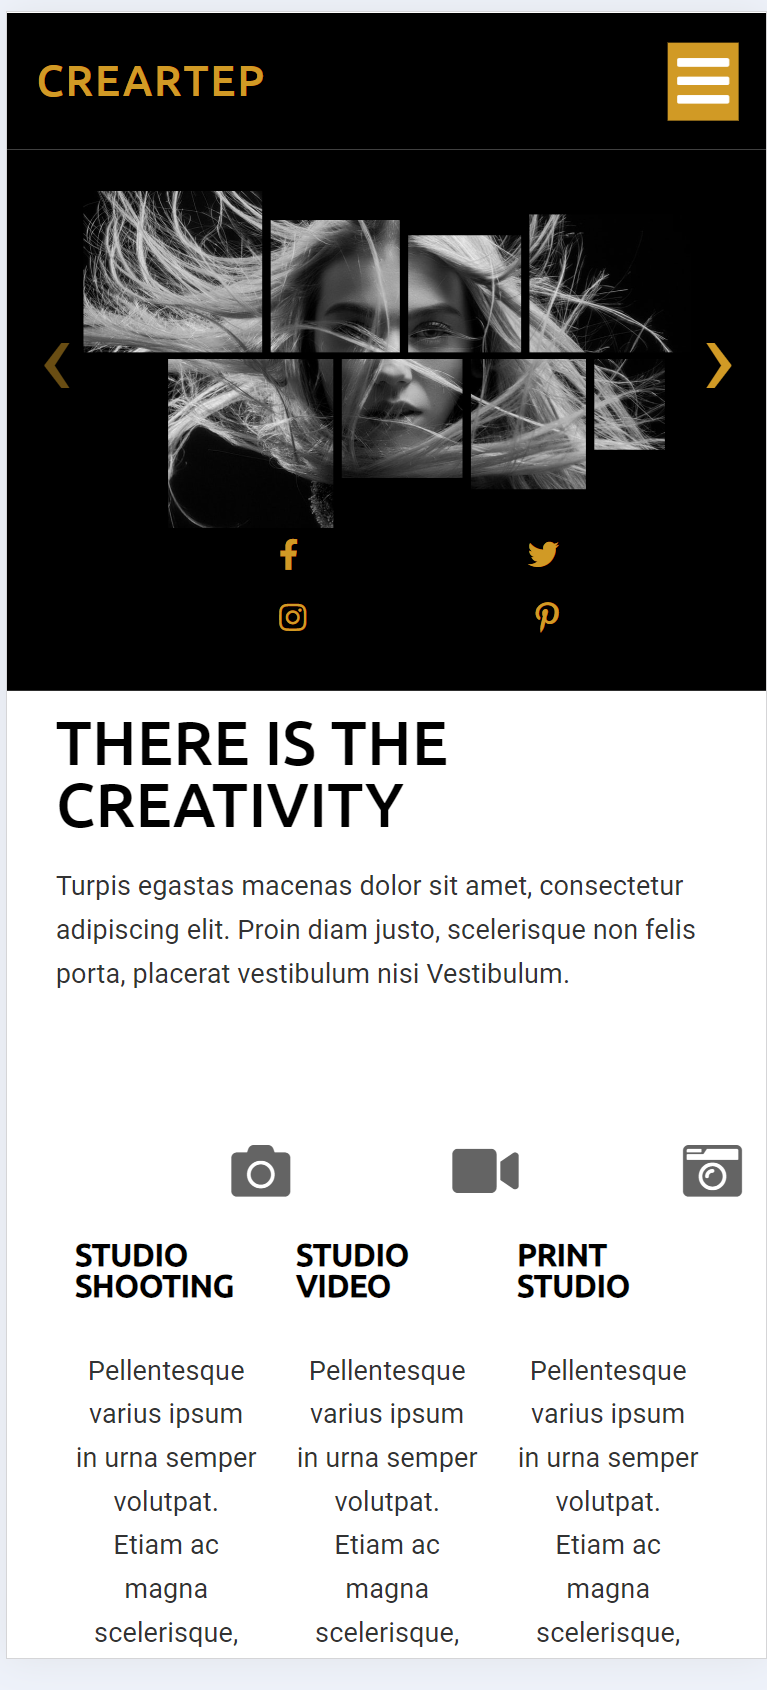 CREARTEP
THERE IS THE
CREATIVITY
Turpis egastas macenas dolor sit amet, consectetur
adipiscing elit. Proin diam justo, scelerisque non felis
porta, placerat vestibulum nisi Vestibulum.
STUDIO
SHOOTING
Pellentesque
varius ipsum
in urna semper
volutpat.
Etiam ac
magna
scelerisque,
STUDIO
VIDEO
Pellentesque
varius ipsum
in urna semper
volutpat.
Etiam ac
magna
scelerisque,
PRINT
STUDIO
Pellentesque
varius ipsum
in urna semper
volutpat.
Etiam ac
magna
scelerisque,